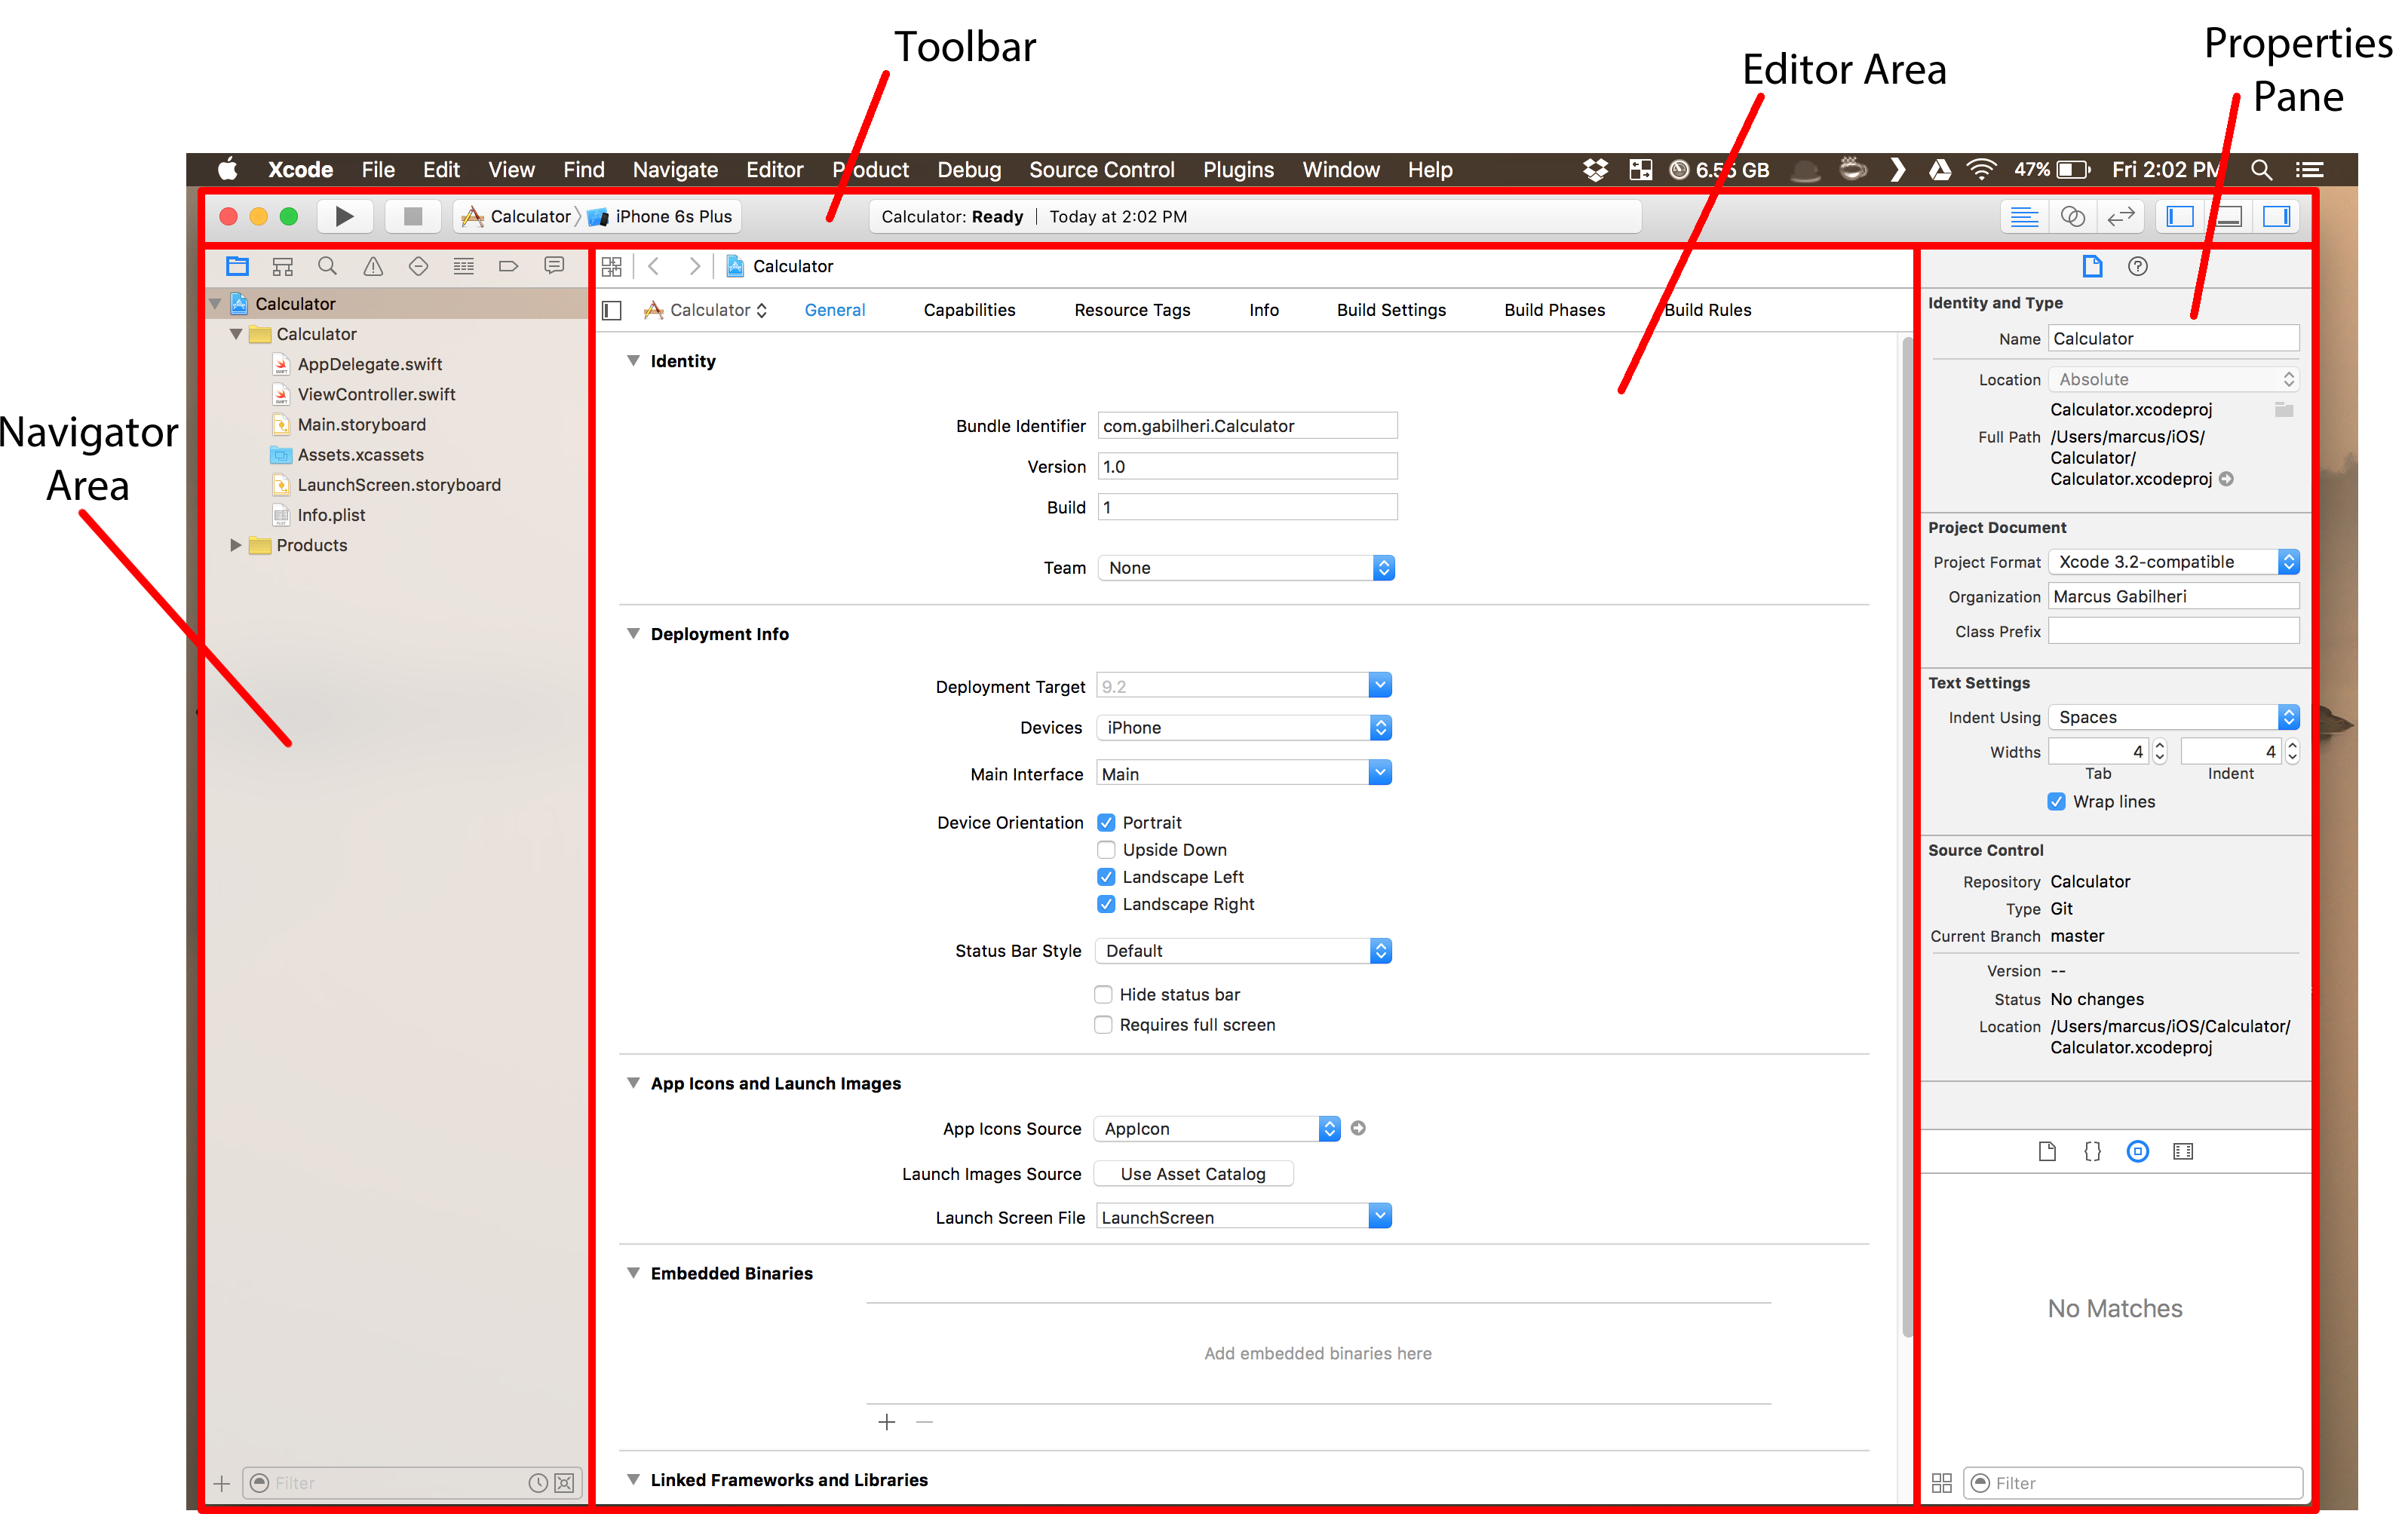 Toolbar
Editor Area
Properties
Pane
Xcode File Edit View Find Navigate Editor Product Debug Source Control Plugins Window Help 6.55 GB 47% Fri 2:02 PM
Calculator iPhone 6s Plus
Calculator: Ready Today at 2:02 PM
Calculator
Calculator
AppDelegate.swift
ViewController.swift
Main.storyboard
Assets.xcassets
LaunchScreen.storyboard
Info.plist
Products
Navigator
Area
Filter
Calculator
Calculator General Capabilities Resource Tags Info Build Settings Build Phases Build Rules
Identity
Bundle Identifier com.gabilheri.Calculator
Version 1.0
Build 1
Team None
Deployment Info
Deployment Target 9.2
Devices iPhone
Main Interface Main
Device Orientation Portrait
Upside Down
Landscape Left
Landscape Right
Status Bar Style Default
Hide status bar
Requires full screen
App Icons and Launch Images
App Icons Source AppIcon
Launch Images Source Use Asset Catalog
Launch Screen File LaunchScreen
Embedded Binaries
Add embedded binaries here
Linked Frameworks and Libraries
Identity and Type
Name Calculator
Location Absolute
Calculator.xcodeproj
Full Path /Users/marcus/iOS/
Calculator/
Calculator.xcodeproj
Project Document
Project Format Xcode 3.2-compatible
Organization Marcus Gabilheri
Class Prefix
Text Settings
Indent Using Spaces
Widths 4 4
Tab Indent
Wrap lines
Source Control
Repository Calculator
Type Git
Current Branch master
Version --
Status No changes
Location /Users/marcus/iOS/Calculator/
Calculator.xcodeproj
No Matches
Filter